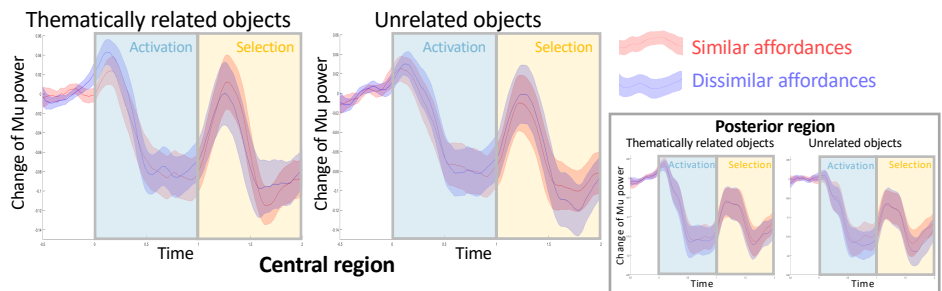 Thematically related objects
Unrelated objects
Change of Mu power
Activation
Selection
Change of Mu power
Activation
Selection
Similar affordances
Dissimilar affordances
Time
Time
Central region
Posterior region
Thematically related objects
Unrelated objects
Change of Mu power
Activation
Selection
Activation
Selection
Time
Time